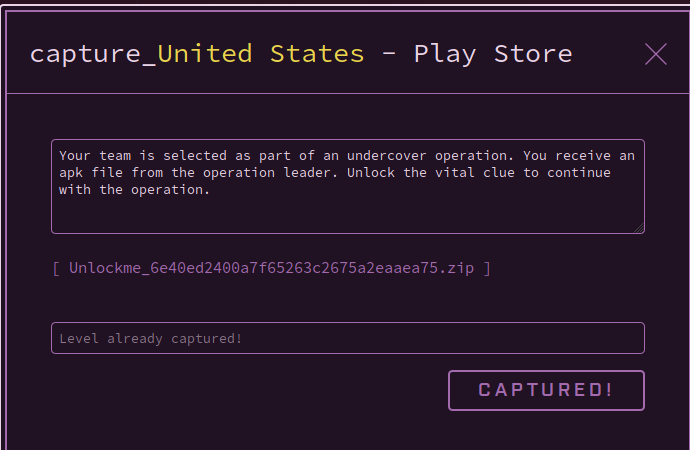 capture_United States - Play Store
Your team is selected as part of an undercover operation. You receive an
apk file from the operation leader. Unlock the vital clue to continue
with the operation.
[ Unlockme_6e40ed2400a7f65263c2675a2eaaea75.zip ]
Level already captured!
CAPTURED!